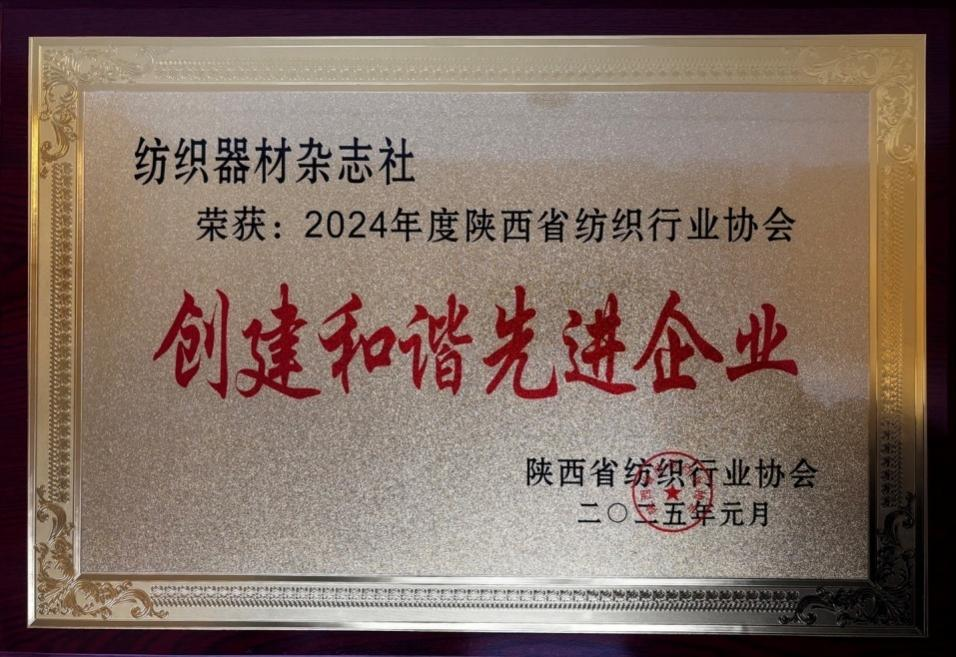 纺织器材杂志社
荣获：2024年度陕西省纺织行业协会
创建和谐先进企业
陕西省纺织行业协会
二〇二五年元月